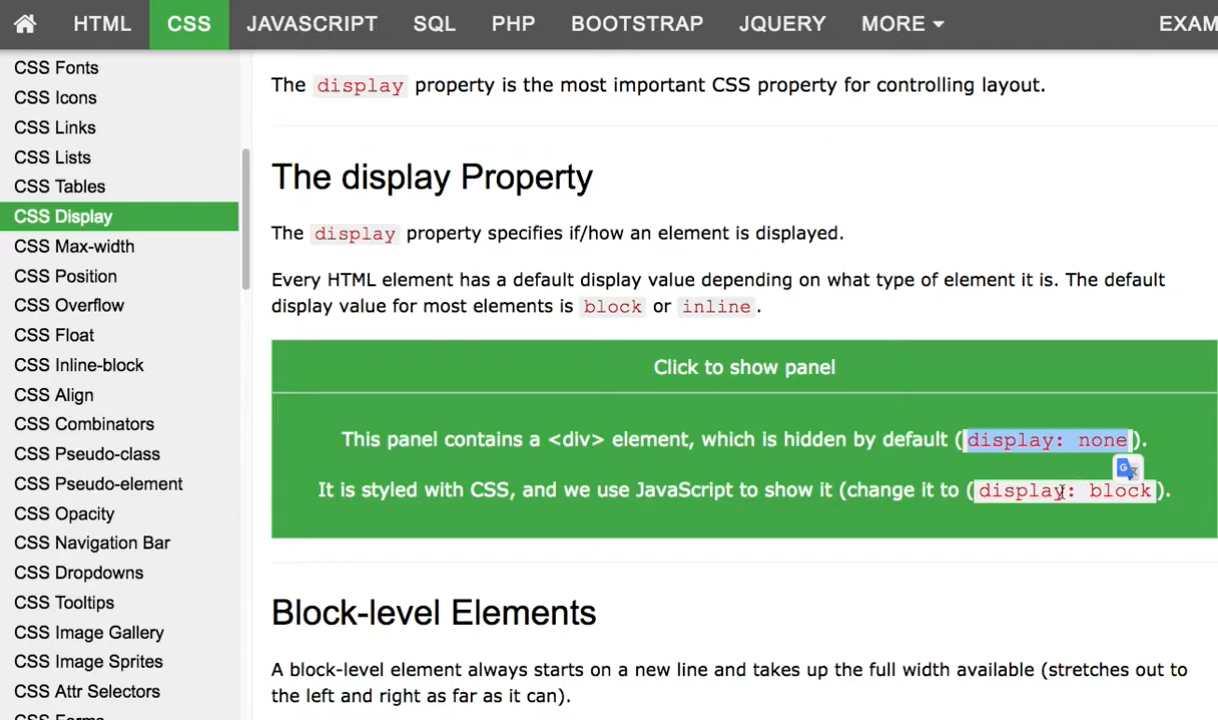 HTML CSS JAVASCRIPT SQL PHP BOOTSTRAP JQUERY MORE EXAM
CSS Fonts
CSS Icons
CSS Links
CSS Lists
CSS Tables
CSS Display
CSS Max-width
CSS Position
CSS Overflow
CSS Float
CSS Inline-block
CSS Align
CSS Combinators
CSS Pseudo-class
CSS Pseudo-element
CSS Opacity
CSS Navigation Bar
CSS Dropdowns
CSS Tooltips
CSS Image Gallery
CSS Image Sprites
CSS Attr Selectors
CSS Forms
The display property is the most important CSS property for controlling layout.
The display Property
The display property specifies if/how an element is displayed.
Every HTML element has a default display value depending on what type of element it is. The default
display value for most elements is block or inline.
Click to show panel
This panel contains a <div> element, which is hidden by default (display: none).
It is styled with CSS, and we use JavaScript to show it (change it to (display: block).
Block-level Elements
A block-level element always starts on a new line and takes up the full width available (stretches out to
the left and right as far as it can).